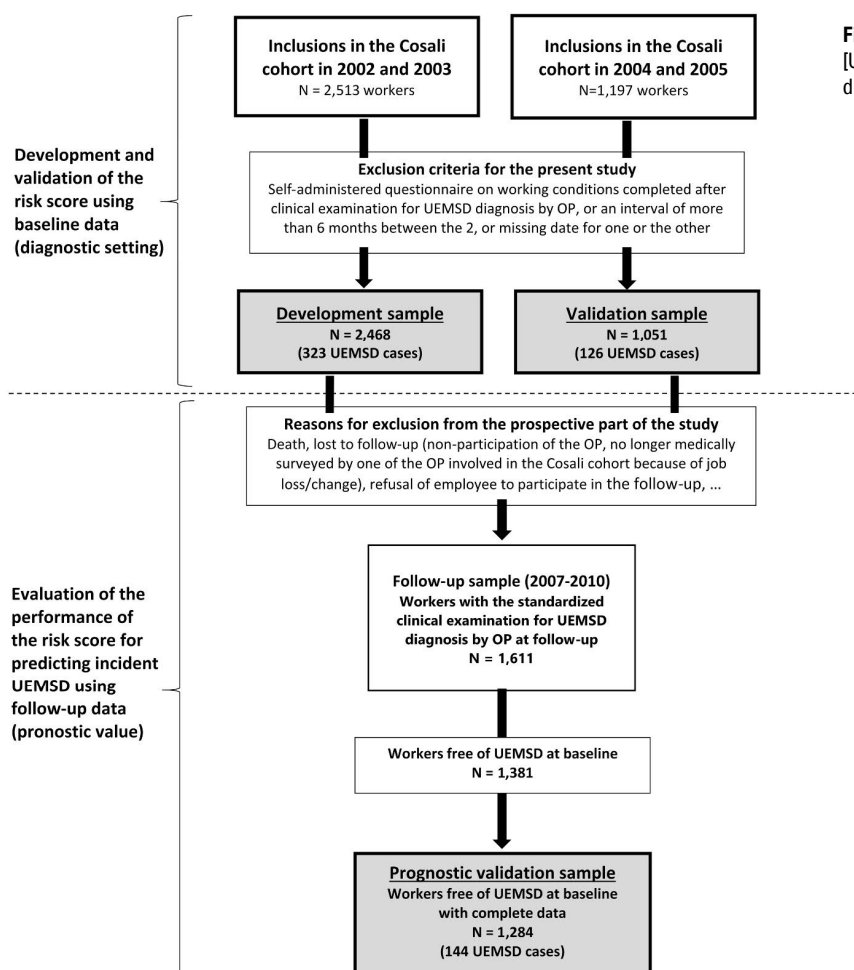 Inclusions in the Cosali
cohort in 2002 and 2003
N = 2,513 workers
Inclusions in the Cosali
cohort in 2004 and 2005
N=1,197 workers
F
[U
d
Development and
validation of the
risk score using
baseline data
(diagnostic setting)
Exclusion criteria for the present study
Self-administered questionnaire on working conditions completed after
clinical examination for UEMSD diagnosis by OP, or an interval of more
than 6 months between the 2, or missing date for one or the other
Development sample
N = 2,468
(323 UEMSD cases)
Validation sample
N = 1,051
(126 UEMSD cases)
Reasons for exclusion from the prospective part of the study
Death, lost to follow-up (non-participation of the OP, no longer medically
surveyed by one of the OP involved in the Cosali cohort because of job
loss/change), refusal of employee to participate in the follow-up, ...
Evaluation of the
performance of
the risk score for
predicting incident
UEMSD using
follow-up data
(pronostic value)
Follow-up sample (2007-2010)
Workers with the standardized
clinical examination for UEMSD
diagnosis by OP at follow-up
N = 1,611
Workers free of UEMSD at baseline
N = 1,381
Prognostic validation sample
Workers free of UEMSD at baseline
with complete data
N = 1,284
(144 UEMSD cases)